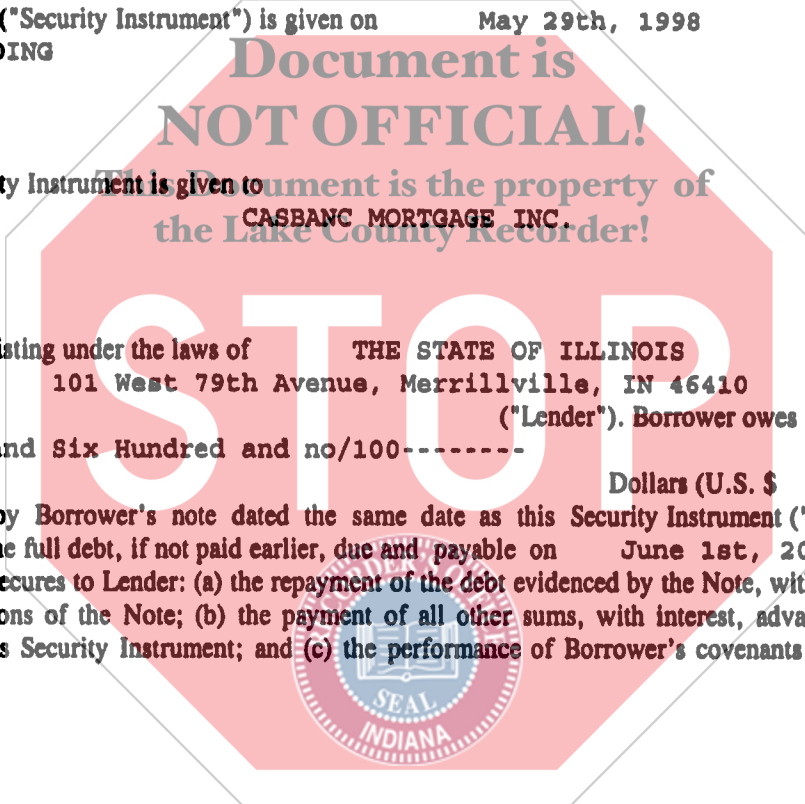 ("Security Instrument") is given on May 29th, 1998
DING
Document is
NOT OFFICIAL!
ty Instrument is given to
This Document is the property of
CASBANC MORTGAGE INC.
the Lake County Recorder!
STOP
isting under the laws of THE STATE OF ILLINOIS
101 West 79th Avenue, Merrillville, IN 46410
("Lender"). Borrower owes
nd Six Hundred and no/100--------
Dollars (U.S. $
by Borrower's note dated the same date as this Security Instrument ("
e full debt, if not paid earlier, due and payable on June 1st, 20
ecures to Lender: (a) the repayment of the debt evidenced by the Note, wit
ons of the Note; (b) the payment of all other sums, with interest, adva
s Security Instrument; and (c) the performance of Borrower's covenants
SEAL
INDIANA